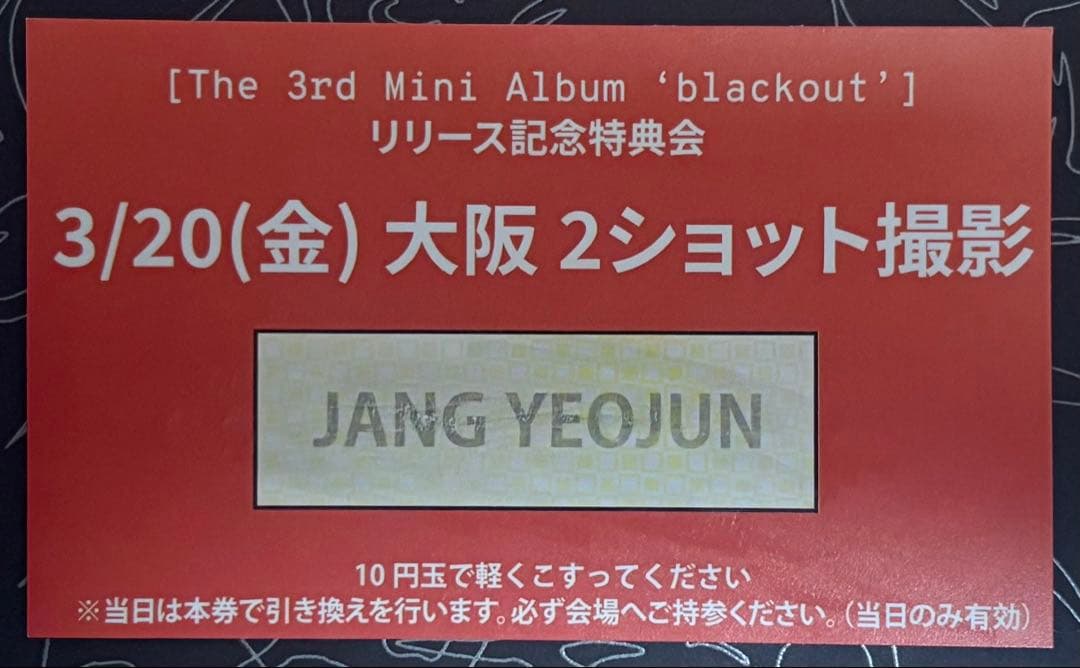 [The 3rd Mini Album ‘blackout’]
リリース記念特典会
3/20(金) 大阪 2ショット撮影
JANG YEOJUN
10 円玉で軽くこすってください
※当日は本券で引き換えを行います。必ず会場へご持参ください。（当日のみ有効）